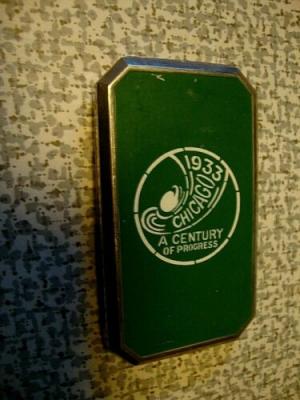 1933
CHICAGO
A CENTURY
OF PROGRESS